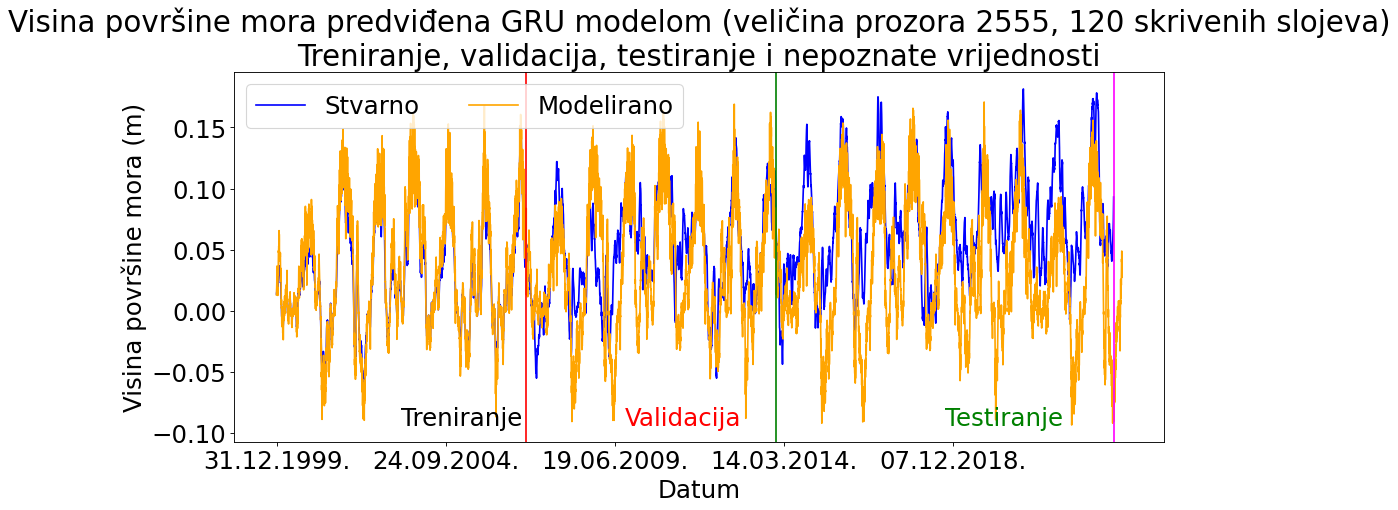 Visina površine mora predviđena GRU modelom (veličina prozora 2555, 120 skrivenih slojeva)
Treniranje, validacija, testiranje i nepoznate vrijednosti
Stvarno
Modelirano
Visina površine mora (m)
0.15
0.10
0.05
0.00
−0.05
−0.10
Treniranje
Validacija
Testiranje
31.12.1999.
24.09.2004.
19.06.2009.
14.03.2014.
07.12.2018.
Datum